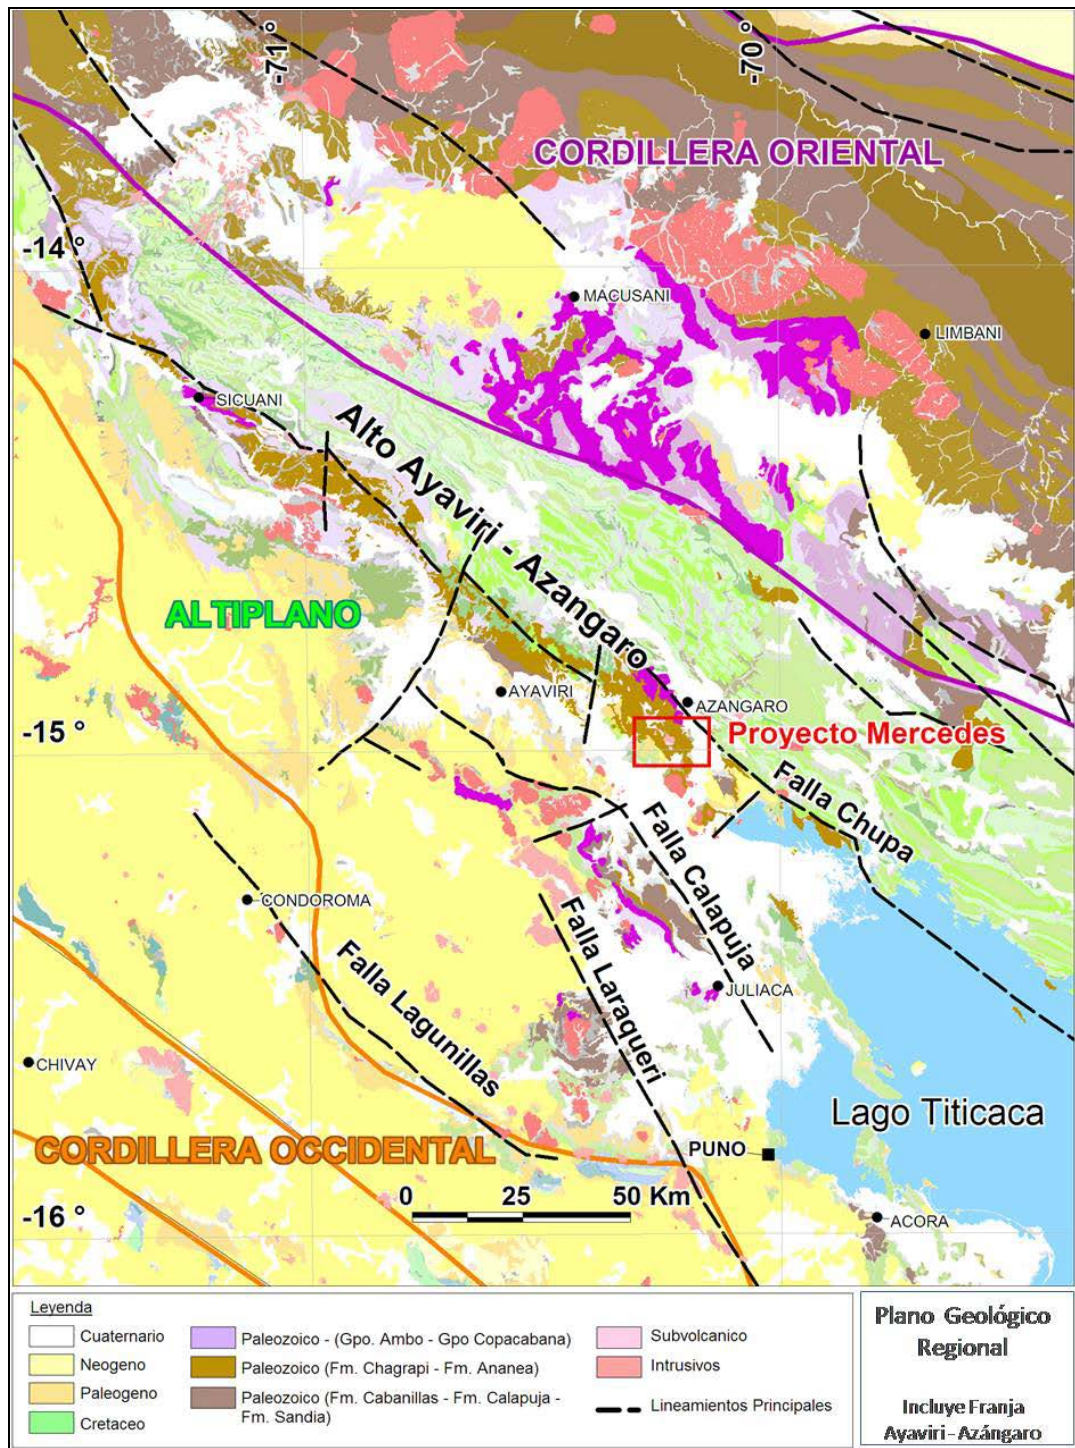 -71 °
-70 °
CORDILLERA ORIENTAL
-14 °
MACUSANI
LIMBANI
SICUANI
Alto Ayaviri - Azangaro
ALTIPLANO
AYAVIRI
AZANGARO
-15 °
Proyecto Mercedes
Falla Chupa
Falla Calapuja
CONDOROMA
Falla Laraqueri
Falla Lagunillas
JULIACA
CHIVAY
Lago Titicaca
CORDILLERA OCCIDENTAL
PUNO
0 25 50 Km
-16 °
ACORA
Leyenda
Cuaternario
Neogeno
Paleogeno
Cretaceo
Paleozoico - (Gpo. Ambo - Gpo Copacabana)
Paleozoico (Fm. Chagrapi - Fm. Ananea)
Paleozoico (Fm. Cabanillas - Fm. Calapuja -
Fm. Sandia)
Subvolcanico
Intrusivos
Lineamientos Principales
Plano Geológico
Regional
Incluye Franja
Ayaviri - Azángaro